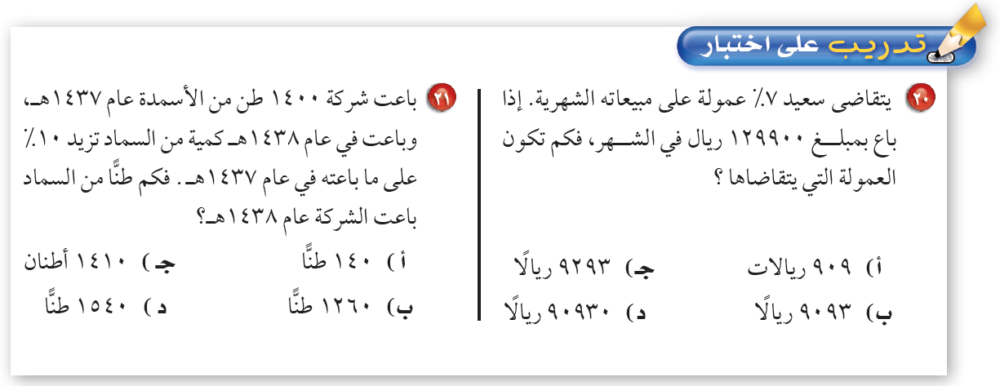 تدريب على اختبار
٢٠ يتقاضى سعيد ٧٪ عمولة على مبيعاته الشهرية. إذا
باع بمبلـــغ ١٢٩٩٠٠ ريال في الشـــهر، فكم تكون
العمولة التي يتقاضاها ؟
أ) ٩٠٩ ريالات جـ) ٩٢٩٣ ريالًا
ب) ٩٠٩٣ ريالًا د) ٩٠٩٣٠ ريالًا
٢١ باعت شركة ١٤٠٠ طن من الأسمدة عام ١٤٣٧هـ،
وباعت في عام ١٤٣٨هـ كمية من السماد تزيد ١٠٪
على ما باعته في عام ١٤٣٧هـ. فكم طنًّا من السماد
باعت الشركة عام ١٤٣٨هـ؟
أ) ١٤٠ طنًّا جـ) ١٤١٠ أطنان
ب) ١٢٦٠ طنًّا د) ١٥٤٠ طنًّا